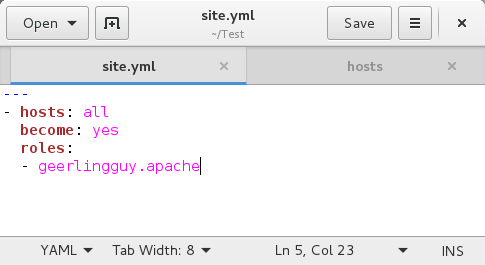 site.yml
~/Test
Open
Save
site.yml
hosts
---
- hosts: all
  become: yes
  roles:
  - geerlingguy.apache
YAML Tab Width: 8 Ln 5, Col 23 INS